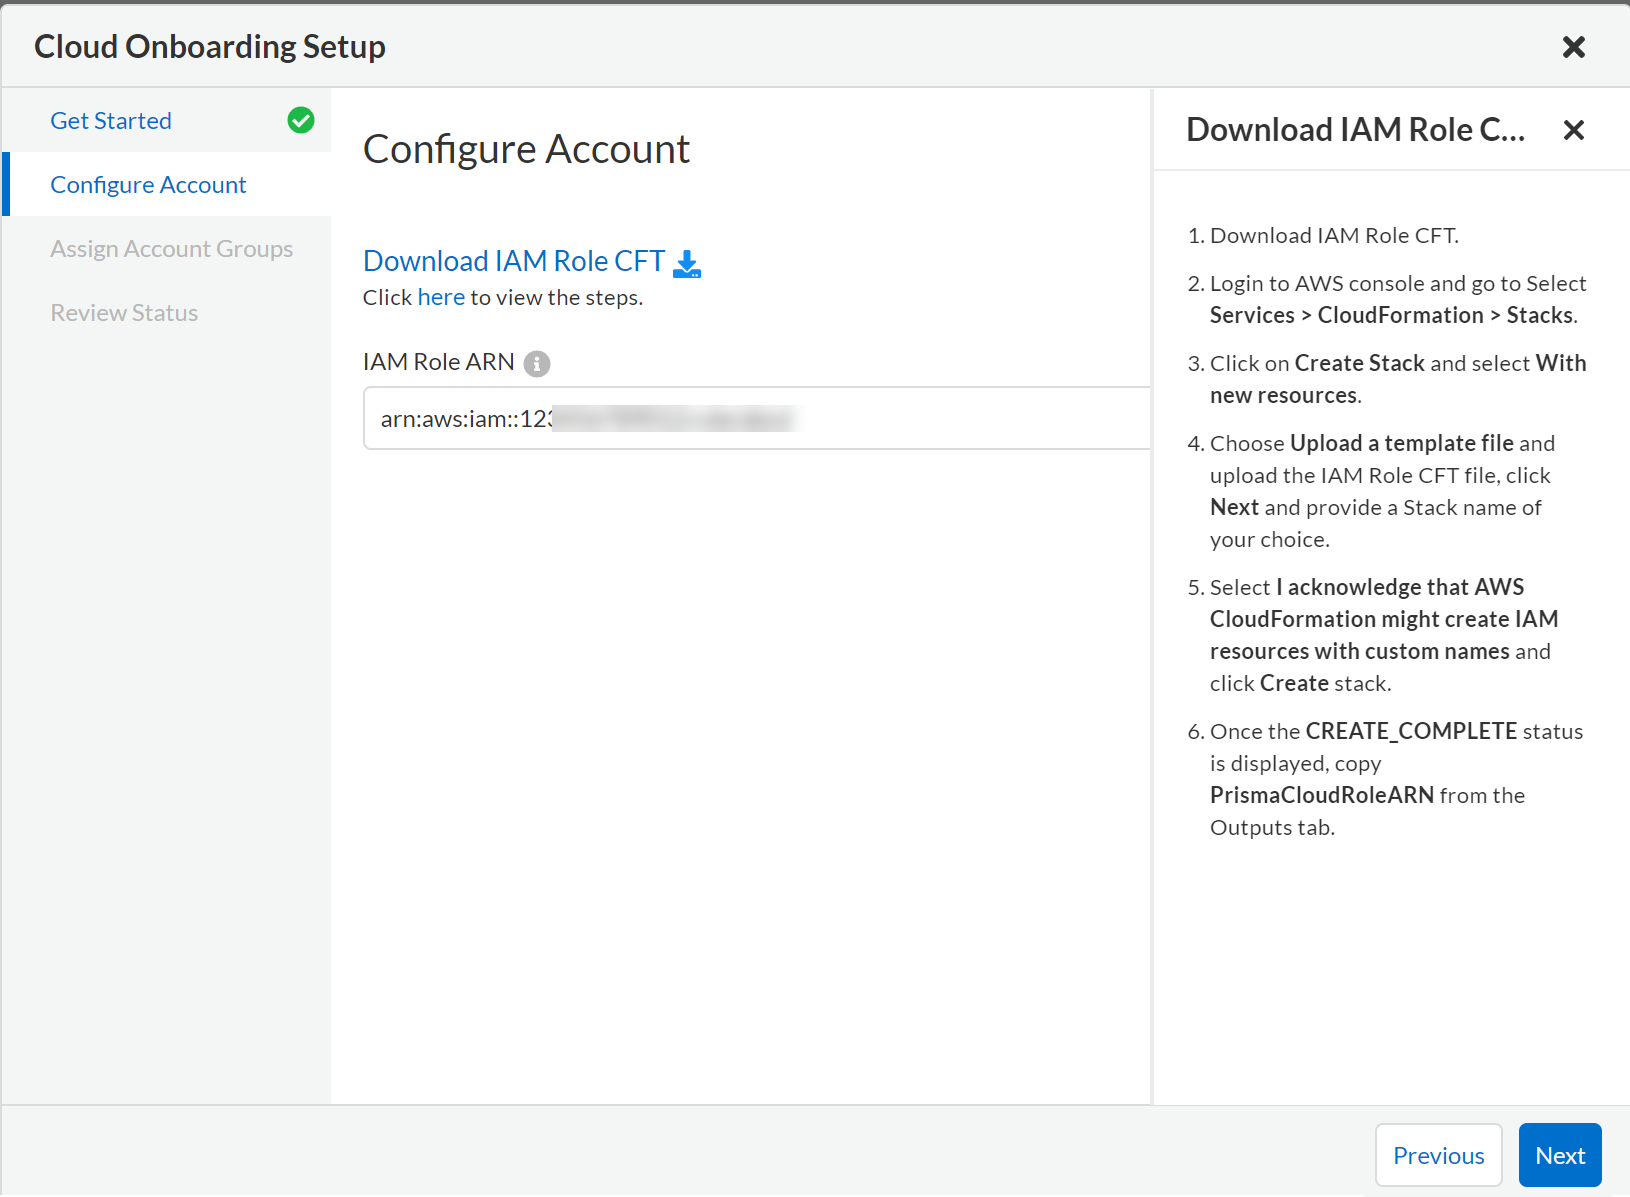 Cloud Onboarding Setup
Get Started
Configure Account
Assign Account Groups
Review Status
Configure Account
Download IAM Role CFT
Click here to view the steps.
IAM Role ARN
arn:aws:iam::123
Download IAM Role C...
1. Download IAM Role CFT.
2. Login to AWS console and go to Select
Services > CloudFormation > Stacks.
3. Click on Create Stack and select With
new resources.
4. Choose Upload a template file and
upload the IAM Role CFT file, click
Next and provide a Stack name of
your choice.
5. Select I acknowledge that AWS
CloudFormation might create IAM
resources with custom names and
click Create stack.
6. Once the CREATE_COMPLETE status
is displayed, copy
PrismaCloudRoleARN from the
Outputs tab.
Previous
Next